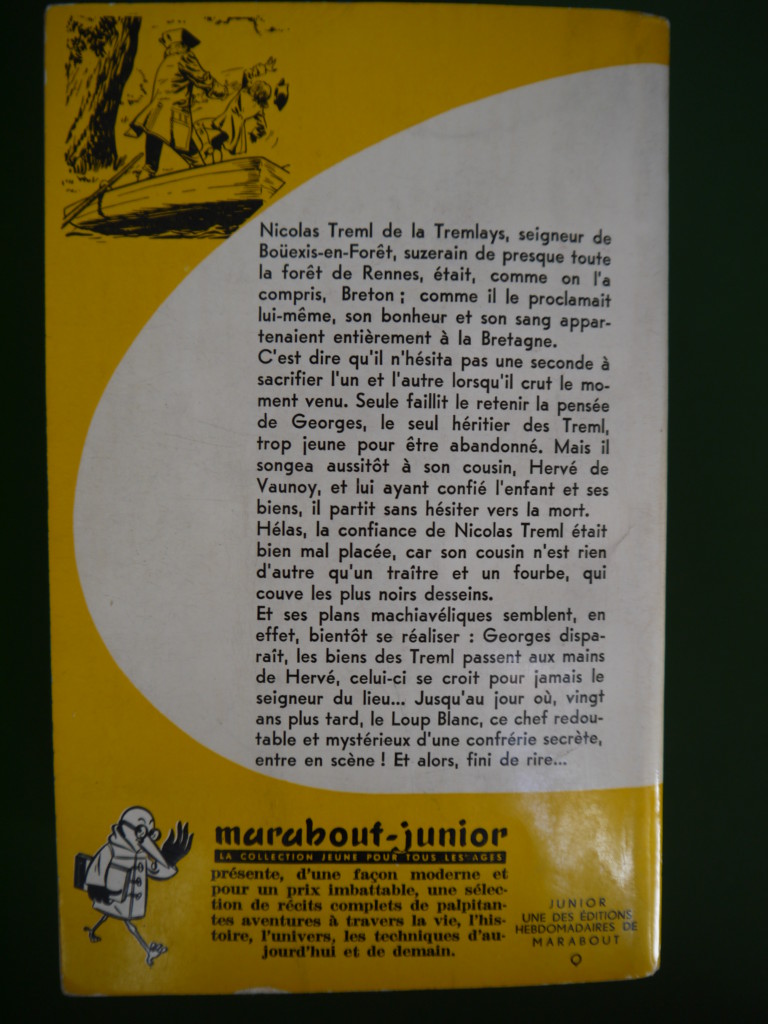 Nicolas Treml de la Tremlays, seigneur de
Boüexis-en-Forêt, suzerain de presque toute
la forêt de Rennes, était, comme on l'a
compris, Breton ; comme il le proclamait
lui-même, son bonheur et son sang appar-
tenaient entièrement à la Bretagne.
C'est dire qu'il n'hésita pas une seconde à
sacrifier l'un et l'autre lorsqu'il crut le mo-
ment venu. Seule faillit le retenir la pensée
de Georges, le seul héritier des Treml,
trop jeune pour être abandonné. Mais il
songea aussitôt à son cousin, Hervé de
Vaunoy, et lui ayant confié l'enfant et ses
biens, il partit sans hésiter vers la mort.
Hélas, la confiance de Nicolas Treml était
bien mal placée, car son cousin n'est rien
d'autre qu'un traître et un fourbe, qui
couve les plus noirs desseins.
Et ses plans machiavéliques semblent, en
effet, bientôt se réaliser : Georges dispa-
raît, les biens des Treml passent aux mains
de Hervé, celui-ci se croit pour jamais le
seigneur du lieu... Jusqu'au jour où, vingt
ans plus tard, le Loup Blanc, ce chef redou-
table et mystérieux d'une confrérie secrète,
entre en scène ! Et alors, fini de rire...
marabout-junior
LA COLLECTION JEUNE POUR TOUS LES AGES
présente, d'une façon moderne et
pour un prix imbattable, une sélec-
tion de récits complets de palpitan-
tes aventures à travers la vie, l'his-
toire, l'univers, les techniques d'au-
jourd'hui et de demain.
JUNIOR
UNE DES ÉDITIONS
HEBDOMADAIRES DE
MARABOUT